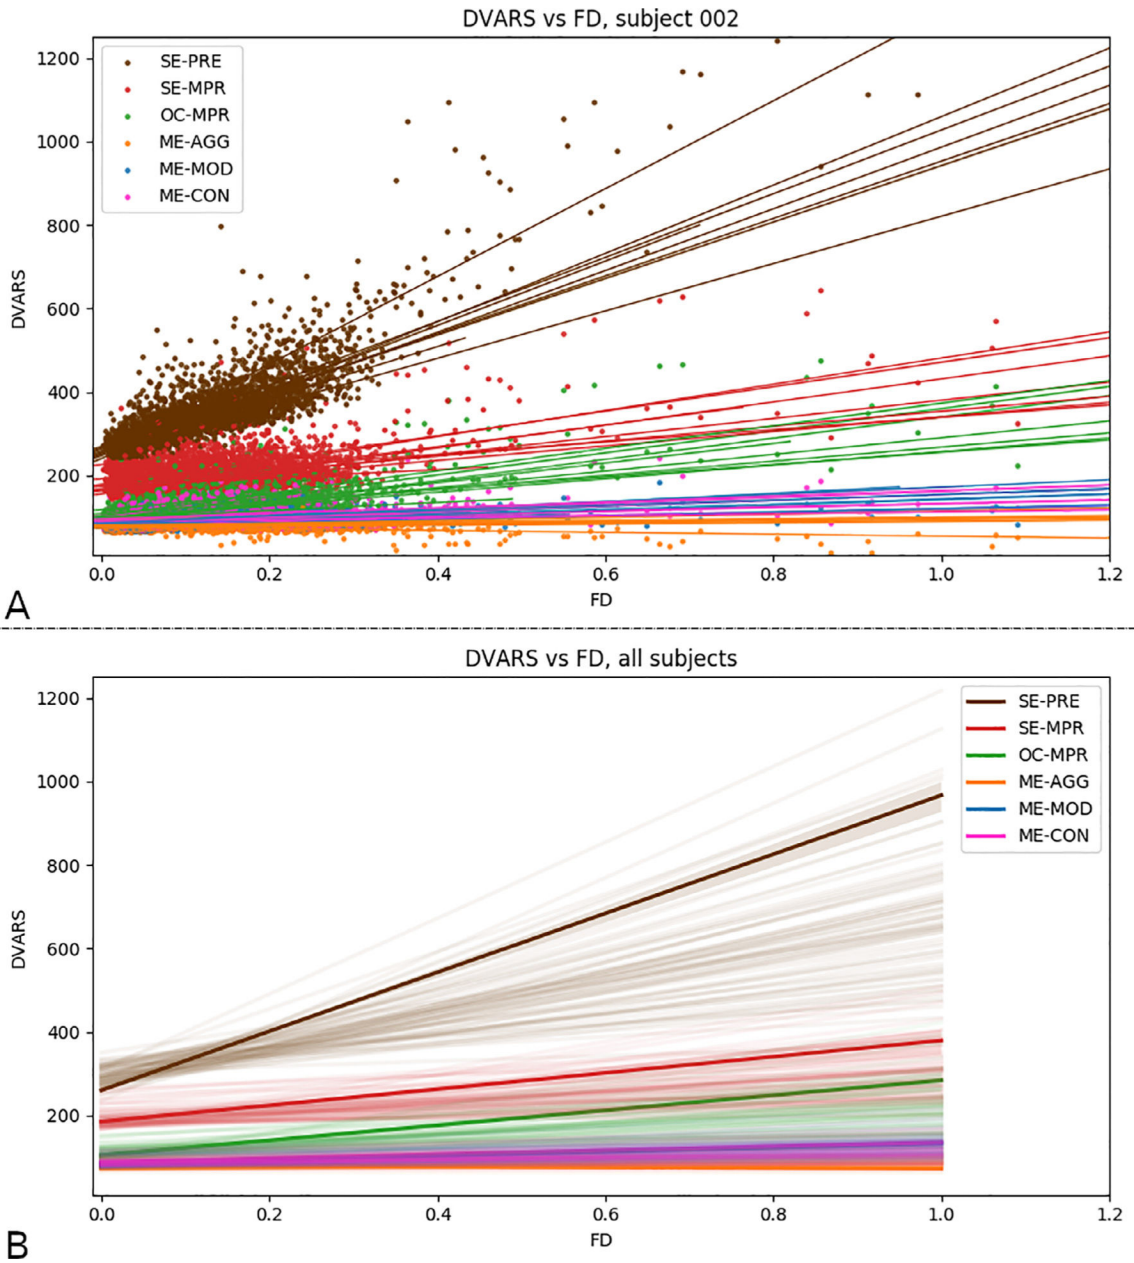 DVARS vs FD, subject 002
1200
1000
800
600
400
200
DVARS
SE-PRE
SE-MPR
OC-MPR
ME-AGG
ME-MOD
ME-CON
0.0 0.2 0.4 0.6 0.8 1.0 1.2
FD
A
DVARS vs FD, all subjects
1200
1000
800
600
400
200
DVARS
SE-PRE
SE-MPR
OC-MPR
ME-AGG
ME-MOD
ME-CON
0.0 0.2 0.4 0.6 0.8 1.0 1.2
FD
B